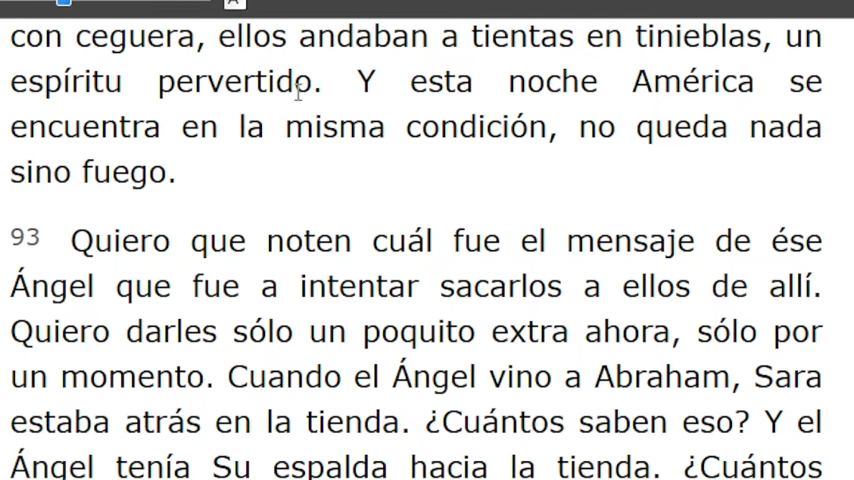 con ceguera, ellos andaban a tientas en tinieblas, un
espíritu pervertido. Y esta noche América se
encuentra en la misma condición, no queda nada
sino fuego.
93 Quiero que noten cuál fue el mensaje de ése
Ángel que fue a intentar sacarlos a ellos de allí.
Quiero darles sólo un poquito extra ahora, sólo por
un momento. Cuando el Ángel vino a Abraham, Sara
estaba atrás en la tienda. ¿Cuántos saben eso? Y el
Ángel tenía Su espalda hacia la tienda. ¿Cuántos